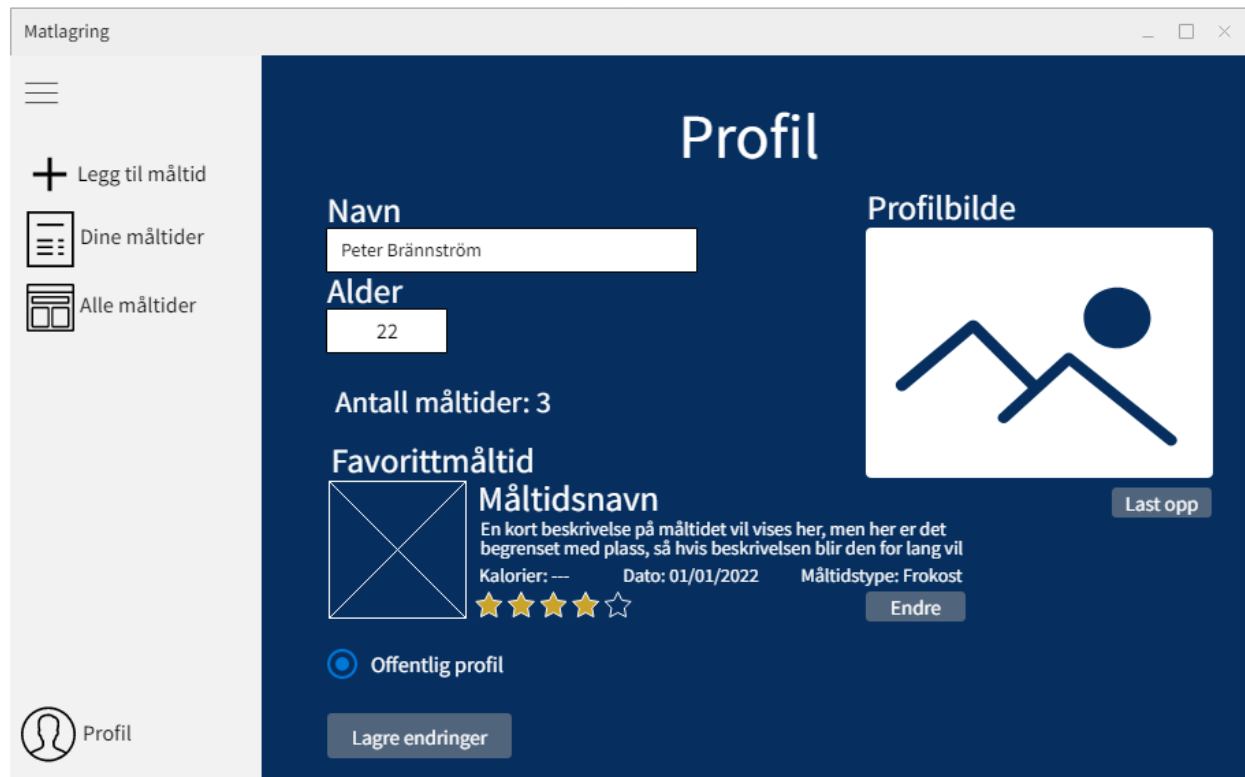 Matlagring
Legg til måltid
Dine måltider
Alle måltider
Profil
Profil
Navn
Peter Brännström
Alder
22
Antall måltider: 3
Profilbilde
Last opp
Favorittmåltid
Måltidsnavn
En kort beskrivelse på måltidet vil vises her, men her er det
begrenset med plass, så hvis beskrivelsen blir den for lang vil
Kalorier: --- Dato: 01/01/2022 Måltidstype: Frokost
Endre
Offentlig profil
Lagre endringer